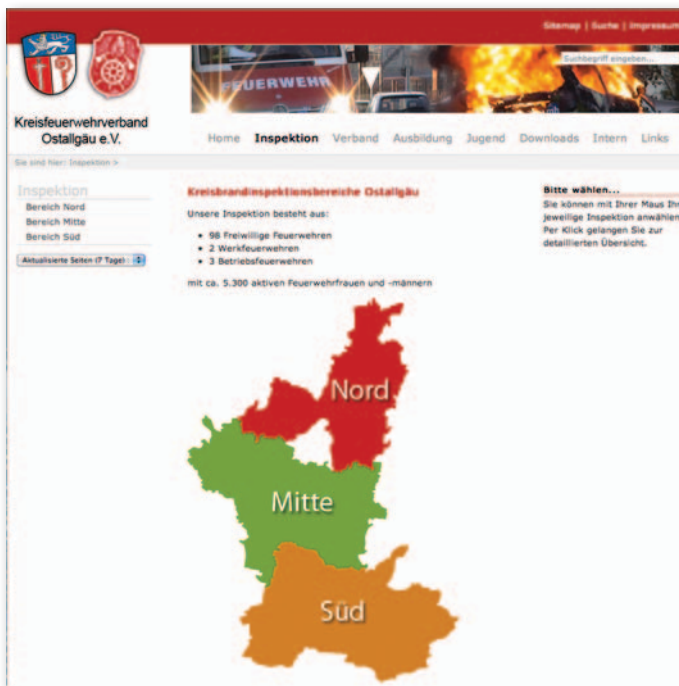 Sitemap | Suche | Impressum
FEUERWEHR
Suchbegriff eingeben...
Kreisfeuerwehrverband
Ostallgäu e.V.
Home Inspektion Verband Ausbildung Jugend Downloads Intern Links
Sie sind hier: Inspektion >
Inspektion
Bereich Nord
Bereich Mitte
Bereich Süd
Aktualisierte Seiten (7 Tage) :
Kreisbrandinspektionsbereiche Ostallgäu
Unsere Inspektion besteht aus:
• 98 Freiwillige Feuerwehren
• 2 Werkfeuerwehren
• 3 Betriebsfeuerwehren
mit ca. 5.300 aktiven Feuerwehrfrauen und -männern
Bitte wählen...
Sie können mit Ihrer Maus Ihr
jeweilige Inspektion anwählen
Per Klick gelangen Sie zur
detaillierten Übersicht.
Nord
Mitte
Süd